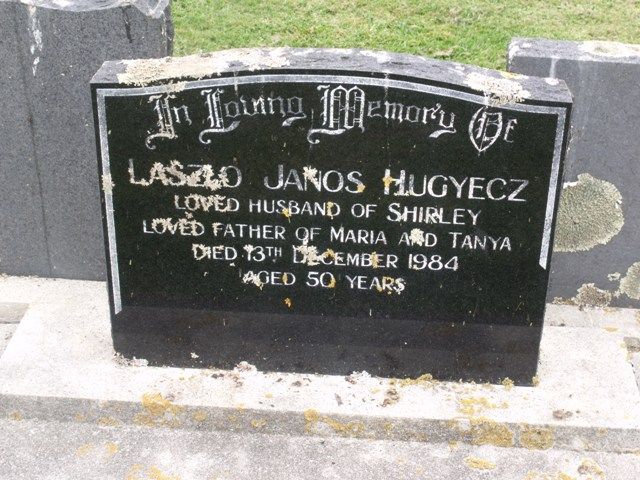 In Loving Memory Of
LASZLO JANOS HUGYECZ
LOVED HUSBAND OF SHIRLEY
LOVED FATHER OF MARIA AND TANYA
DIED 13TH DECEMBER 1984
AGED 50 YEARS